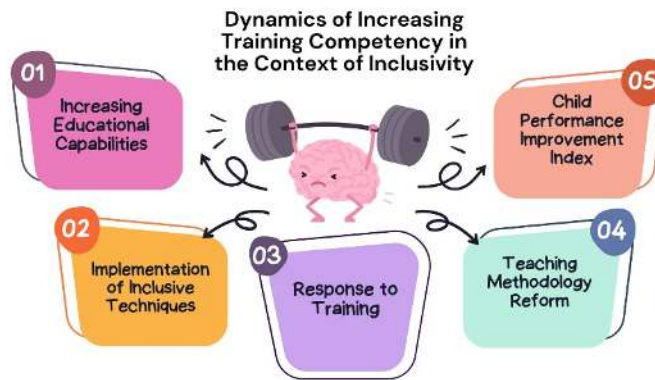 Dynamics of Increasing
Training Competency in
the Context of Inclusivity
01
Increasing
Educational
Capabilities
02
Implementation
of Inclusive
Techniques
03
Response to
Training
04
Teaching
Methodology
Reform
05
Child
Performance
Improvement
Index